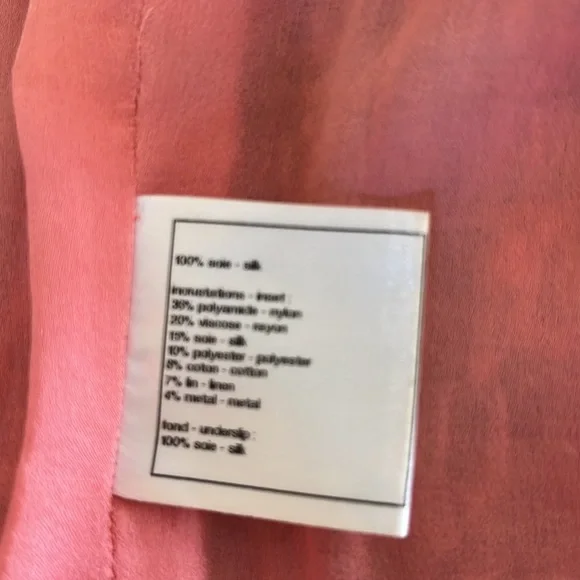 100% soie - silk
incrustations - insert :
36% polyamide - nylon
20% viscose - rayon
15% soie - silk
10% polyester - polyester
8% coton - cotton
7% lin - linen
4% metal - metal
fond - underslip :
100% soie - silk